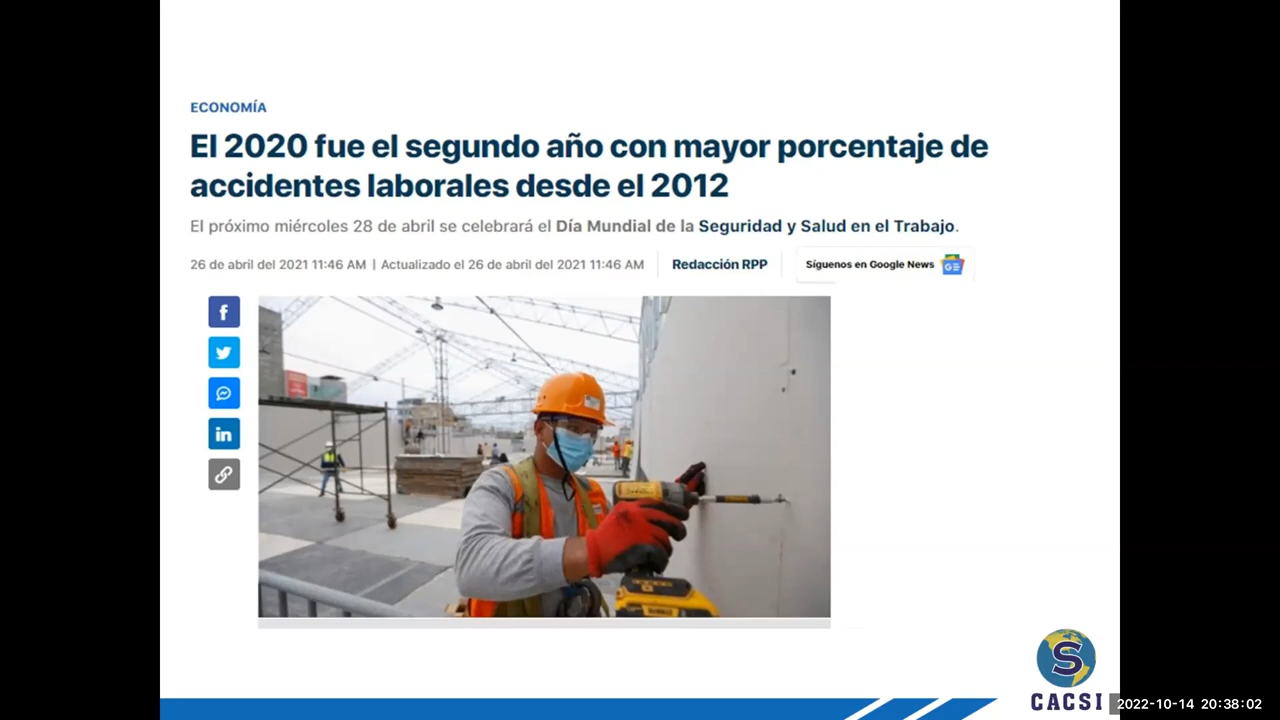 ECONOMÍA
El 2020 fue el segundo año con mayor porcentaje de
accidentes laborales desde el 2012
El próximo miércoles 28 de abril se celebrará el Día Mundial de la Seguridad y Salud en el Trabajo.
26 de abril del 2021 11:46 AM | Actualizado el 26 de abril del 2021 11:46 AM
Redacción RPP
Síguenos en Google News
S
CACSI
2022-10-14 20:38:02